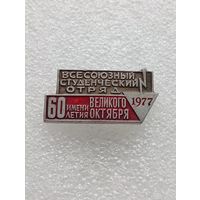 ВСЕСОЮЗНЫЙ
СТУДЕНЧЕСКИЙ
ОТРЯД
60 ИМЕНИ ЛЕТИЯ ВЕЛИКОГО ОКТЯБРЯ 1977